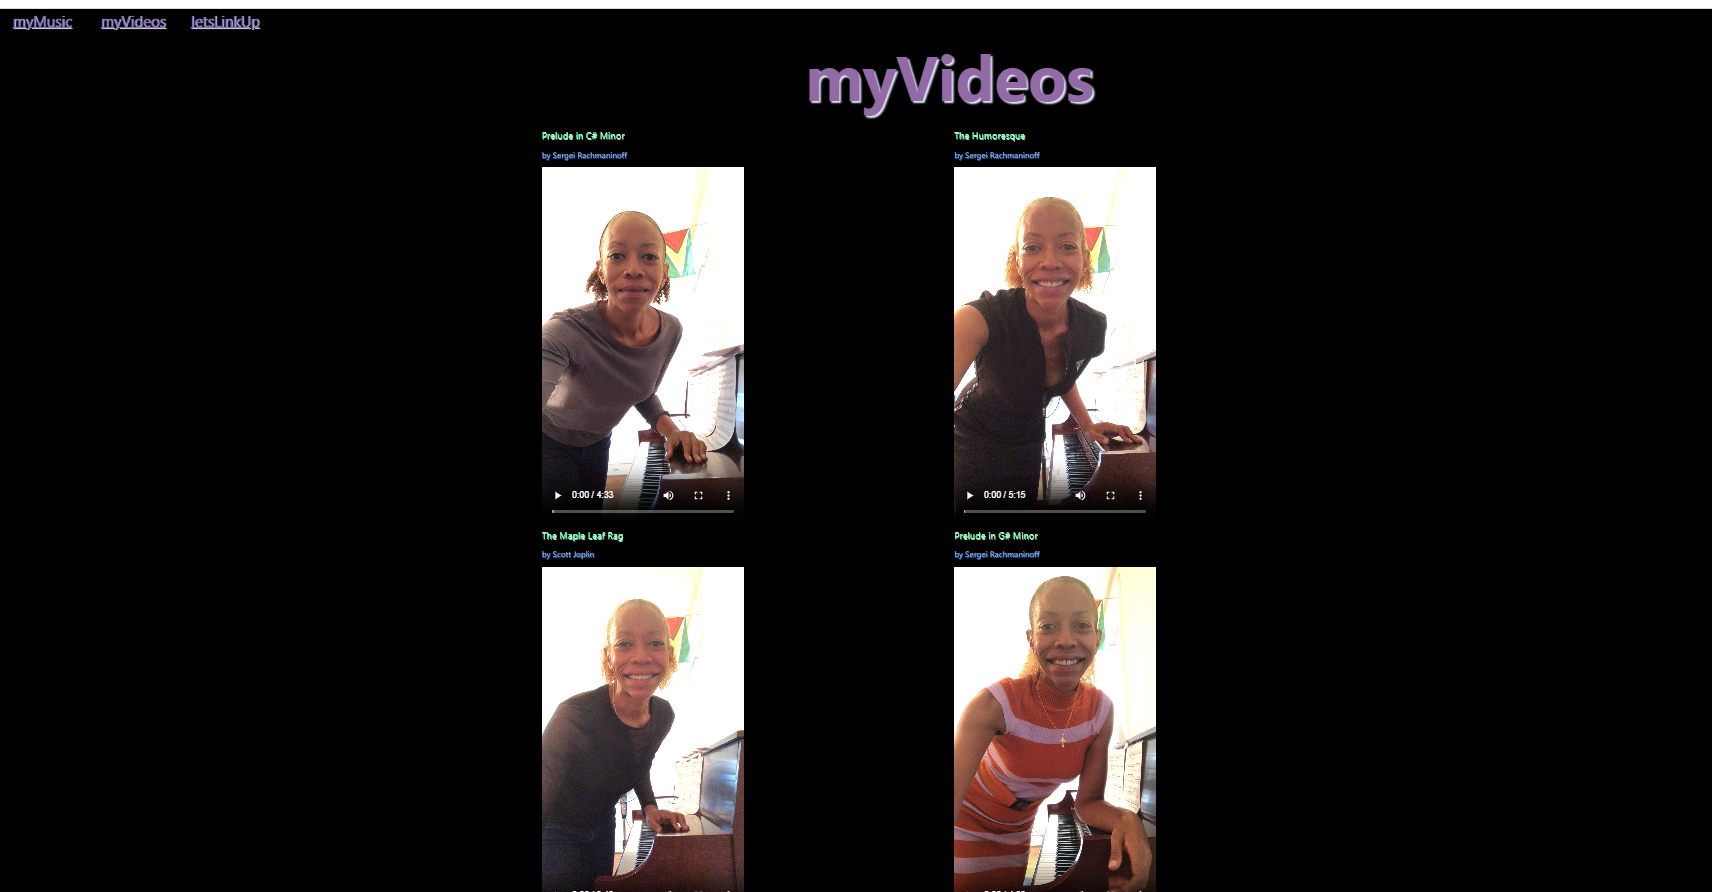 myMusic myVideos letsLinkUp
myVideos
Prelude in C# Minor
by Sergei Rachmaninoff
0:00 / 4:33
The Humoresque
by Sergei Rachmaninoff
0:00 / 5:15
The Maple Leaf Rag
by Scott Joplin
Prelude in G# Minor
by Sergei Rachmaninoff